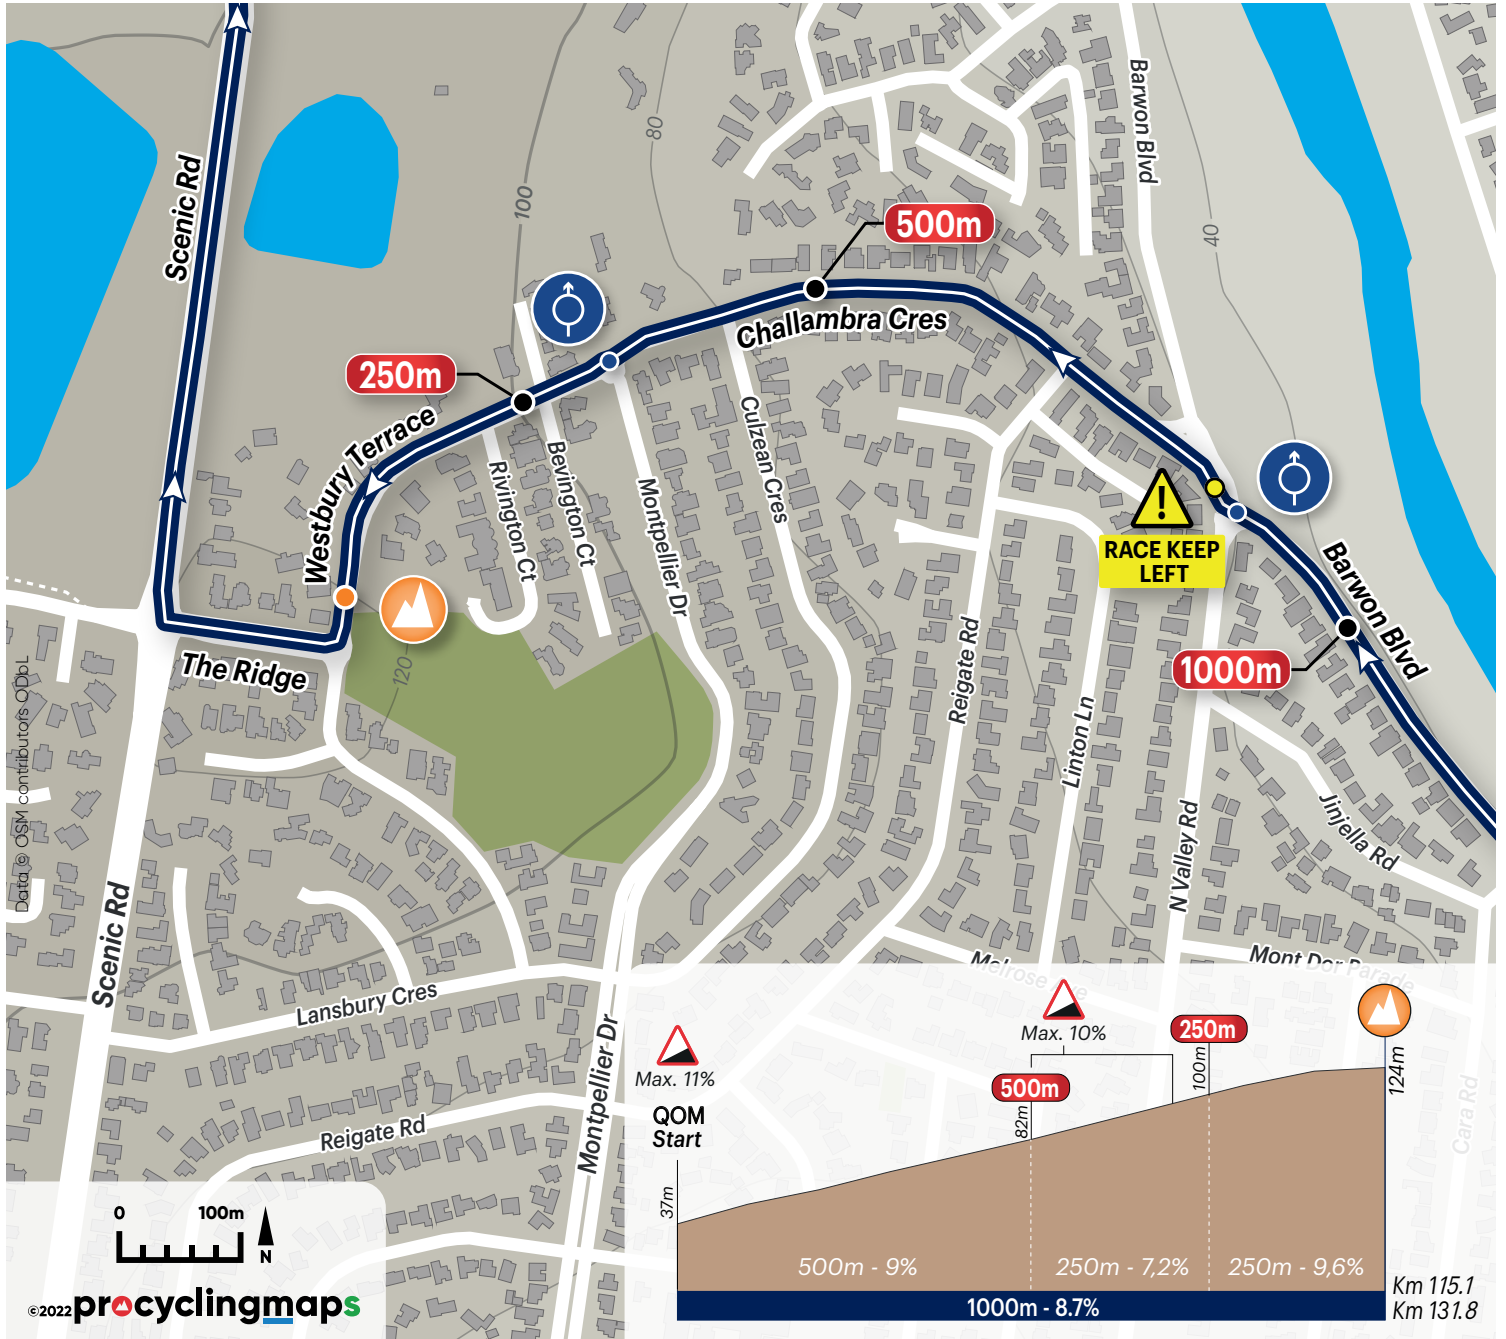 Scenic Rd
80
100
Barwon Blvd
40
500m
Challambra Cres
250m
Westbury Terrace
Rivington Ct
Bevington Ct
Montpellier Dr
Culzean Cres
!
RACE KEEP
LEFT
Barwon Blvd
1000m
The Ridge
120
Reigate Rd
Linton Ln
N Valley Rd
Jinjella Rd
Data © OSM contributors ODbL
Scenic Rd
Lansbury Cres
Melrose Ave
Mont Dor Parade
Montpellier Dr
Reigate Rd
Cara Rd
Max. 11%
QOM
Start
37m
Max. 10%
500m
82m
250m
100m
124m
500m - 9%
250m - 7,2%
250m - 9,6%
1000m - 8.7%
Km 115.1
Km 131.8
0
100m
N
©2022 procyclingmaps